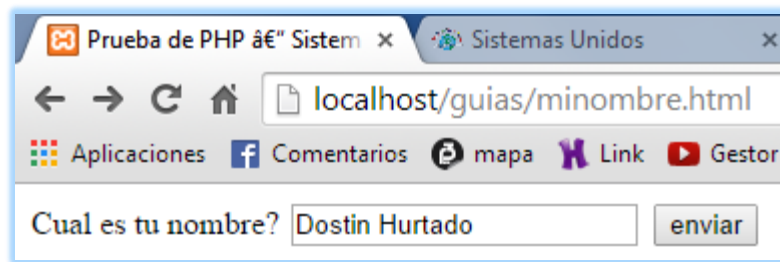 Prueba de PHP â€“ Sistem
Sistemas Unidos
localhost/guias/minombre.html
Aplicaciones Comentarios mapa Link Gestor
Cual es tu nombre? Dostin Hurtado enviar